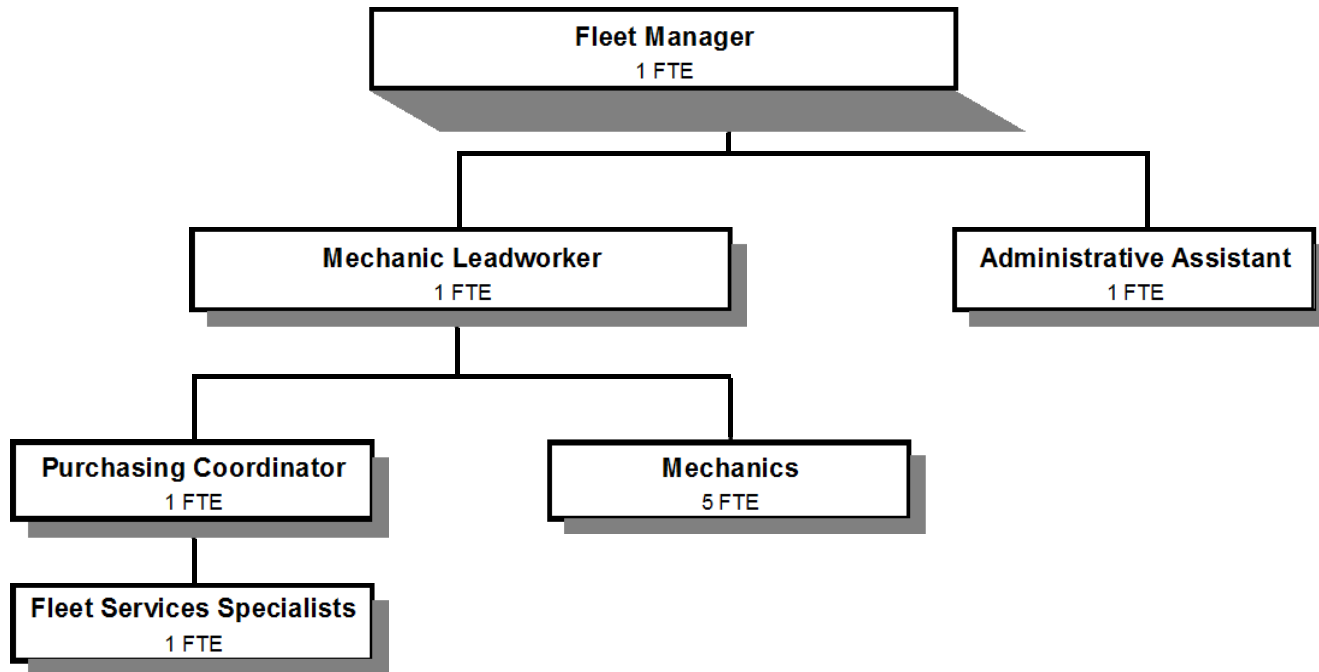 Fleet Manager
1 FTE
Mechanic Leadworker
1 FTE
Administrative Assistant
1 FTE
Purchasing Coordinator
1 FTE
Mechanics
5 FTE
Fleet Services Specialists
1 FTE